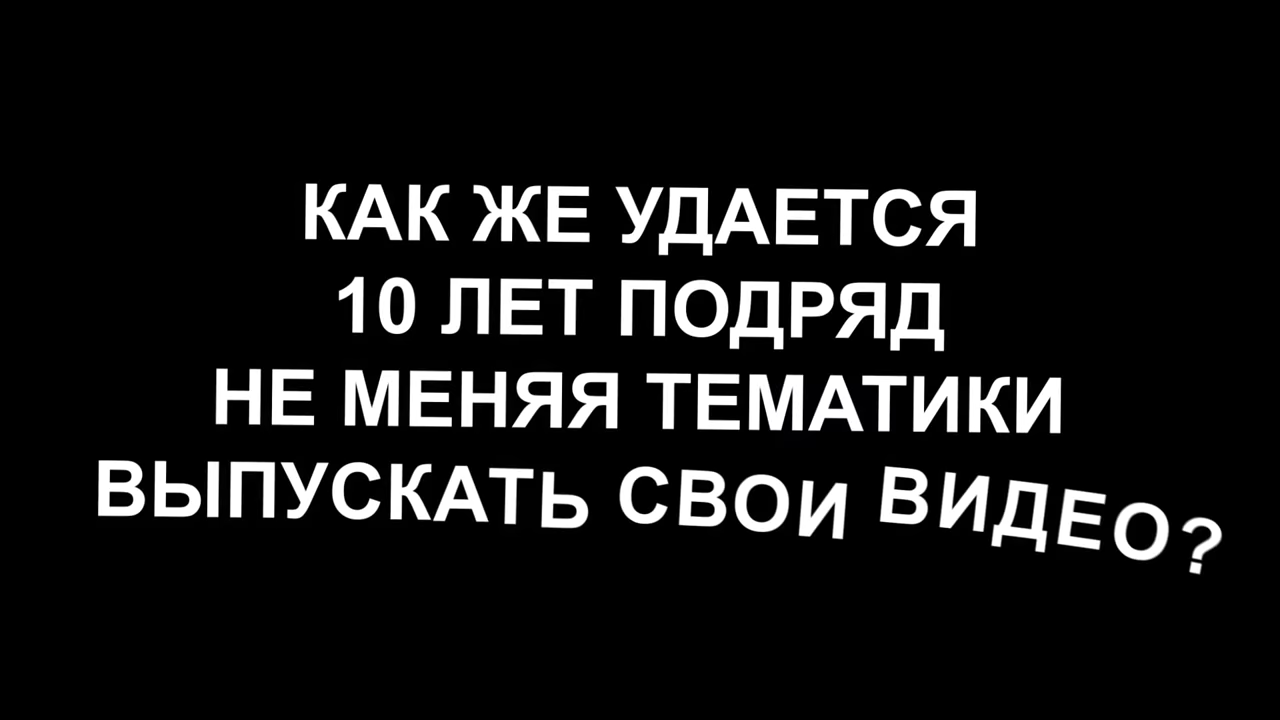 КАК ЖЕ УДАЕТСЯ
10 ЛЕТ ПОДРЯД
НЕ МЕНЯЯ ТЕМАТИКИ
ВЫПУСКАТЬ СВОИ ВИДЕО?